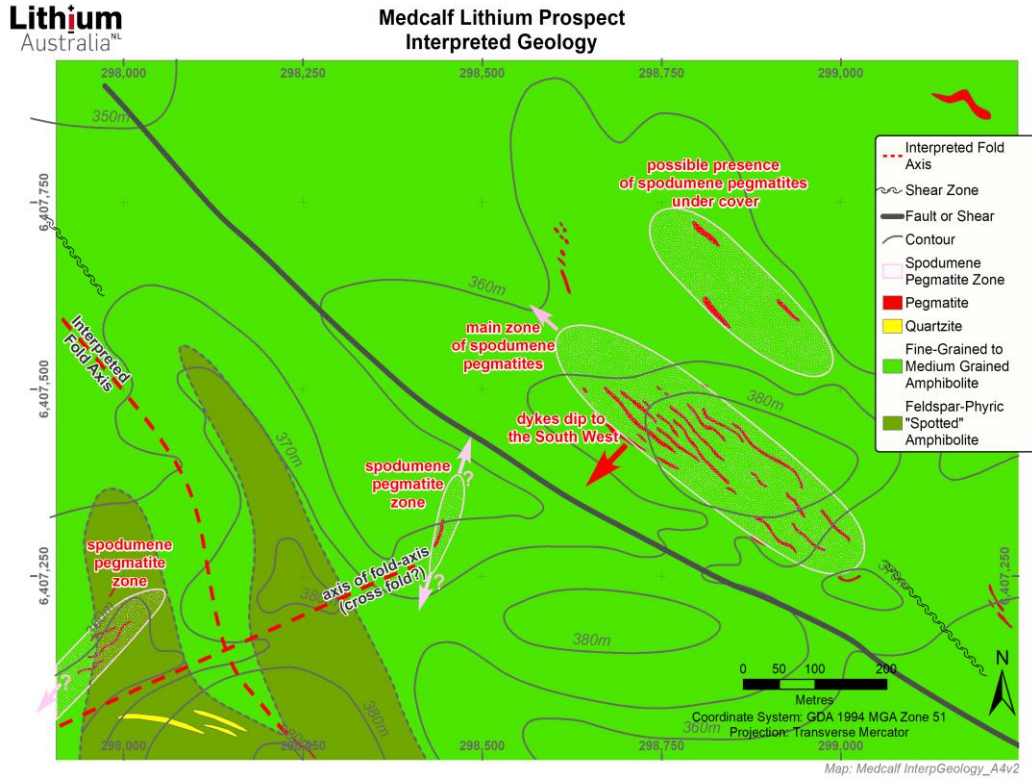 Lithium
Australia NL
Medcalf Lithium Prospect
Interpreted Geology
298,000
298,250
298,500
298,750
299,000
350m
6,407,750
possible presence
of spodumene pegmatites
under cover
Interpreted Fold
Axis
Shear Zone
Fault or Shear
Contour
Spodumene
Pegmatite Zone
Pegmatite
Quartzite
Fine-Grained to
Medium Grained
Amphibolite
Feldspar-Phyric
"Spotted"
Amphibolite
360m
Interpreted
Fold Axis
main zone
of spodumene
pegmatites
6,407,500
380m
dykes dip to
the South West
370m
spodumene
pegmatite
zone
?
spodumene
pegmatite
zone
axis of fold-axis
(cross fold?)
?
6,407,250
6,407,250
380m
?
N
0 50 100 200
Metres
380m
360m
Coordinate System: GDA 1994 MGA Zone 51
Projection: Transverse Mercator
298,000
298,500
298,750
299,000
Map: Medcalf InterpGeology_A4v2